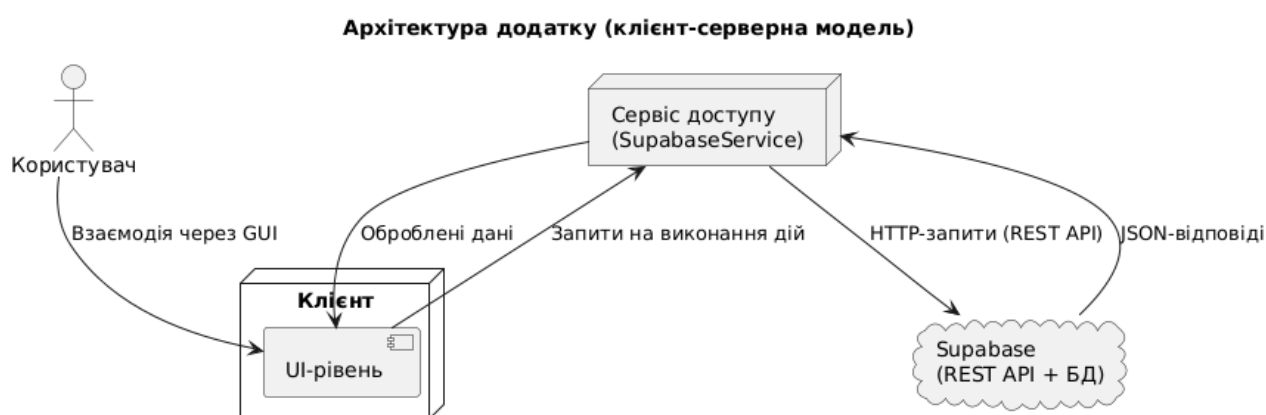 Архітектура додатку (клієнт-серверна модель)
Користувач
Сервіс доступу
(SupabaseService)
Взаємодія через GUI
Оброблені дані
Запити на виконання дій
HTTP-запити (REST API)
JSON-відповіді
Клієнт
UI-рівень
Supabase
(REST API + БД)